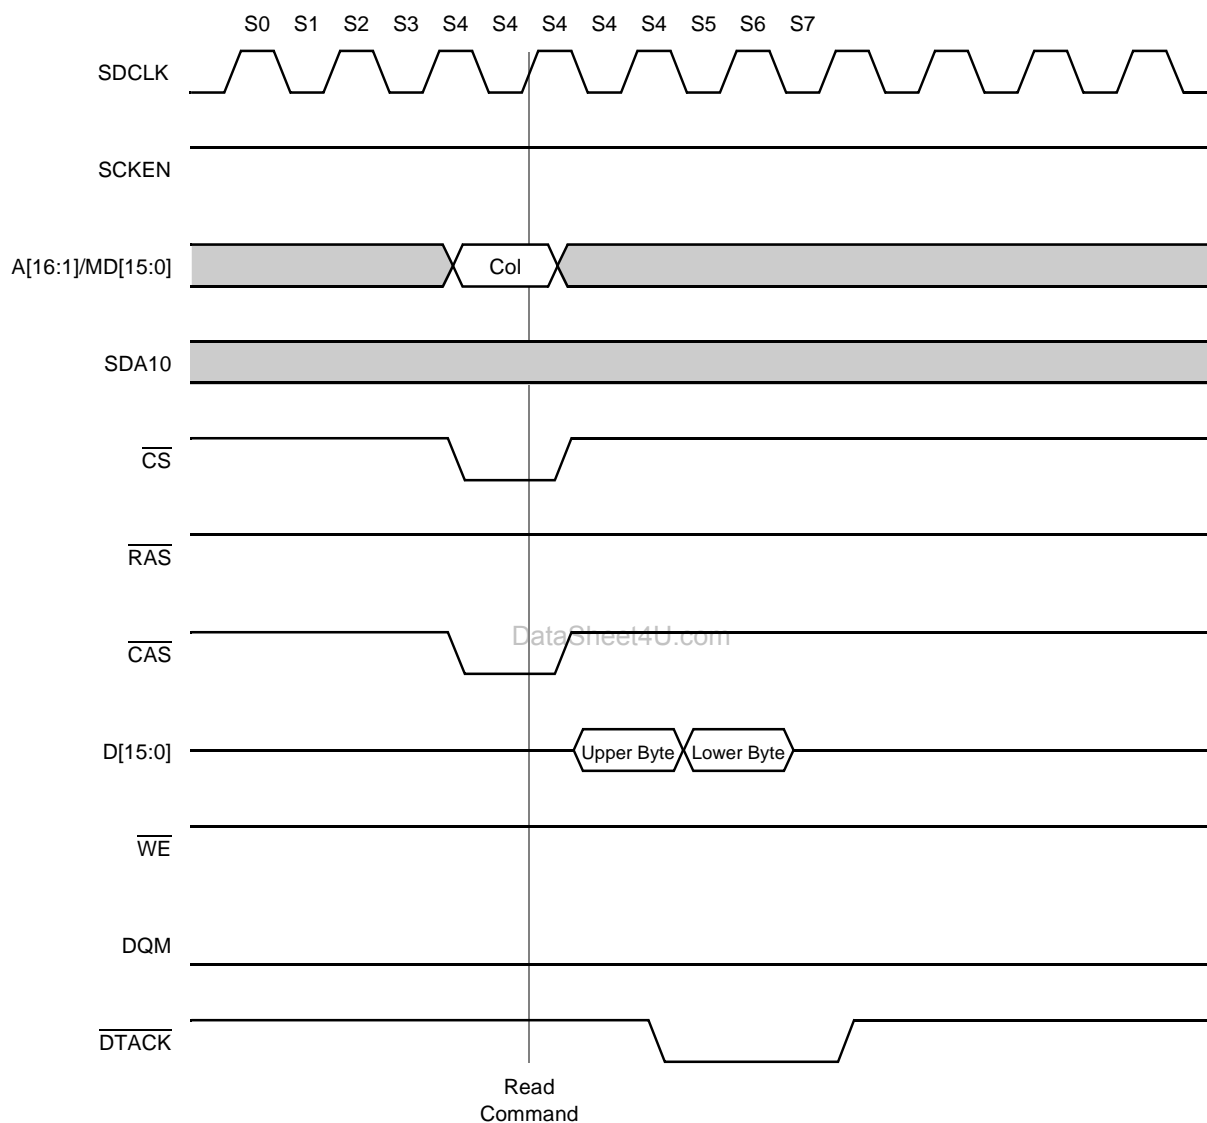 S0 S1 S2 S3 S4 S4 S4 S4 S4 S5 S6 S7
SDCLK
SCKEN
A[16:1]/MD[15:0]
Col
SDA10
CS
RAS
DataSheet4U.com
CAS
D[15:0]
Upper Byte
Lower Byte
WE
DQM
DTACK
Read
Command